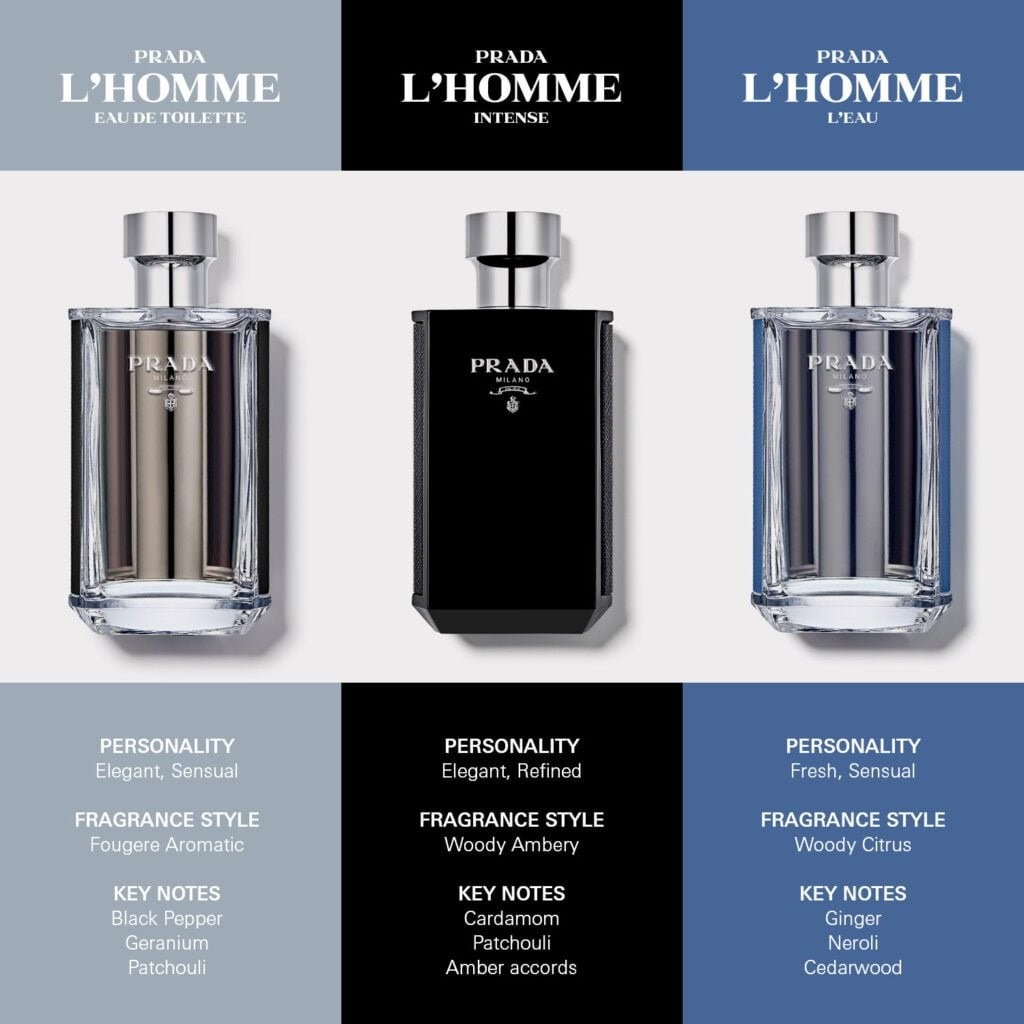 PRADA
L'HOMME
EAU DE TOILETTE
PRADA
L'HOMME
INTENSE
PRADA
L'HOMME
L'EAU
PRADA
MILANO
PRADA
MILANO
PRADA
MILANO
PERSONALITY
Elegant, Sensual
FRAGRANCE STYLE
Fougere Aromatic
KEY NOTES
Black Pepper
Geranium
Patchouli
PERSONALITY
Elegant, Refined
FRAGRANCE STYLE
Woody Ambery
KEY NOTES
Cardamom
Patchouli
Amber accords
PERSONALITY
Fresh, Sensual
FRAGRANCE STYLE
Woody Citrus
KEY NOTES
Ginger
Neroli
Cedarwood